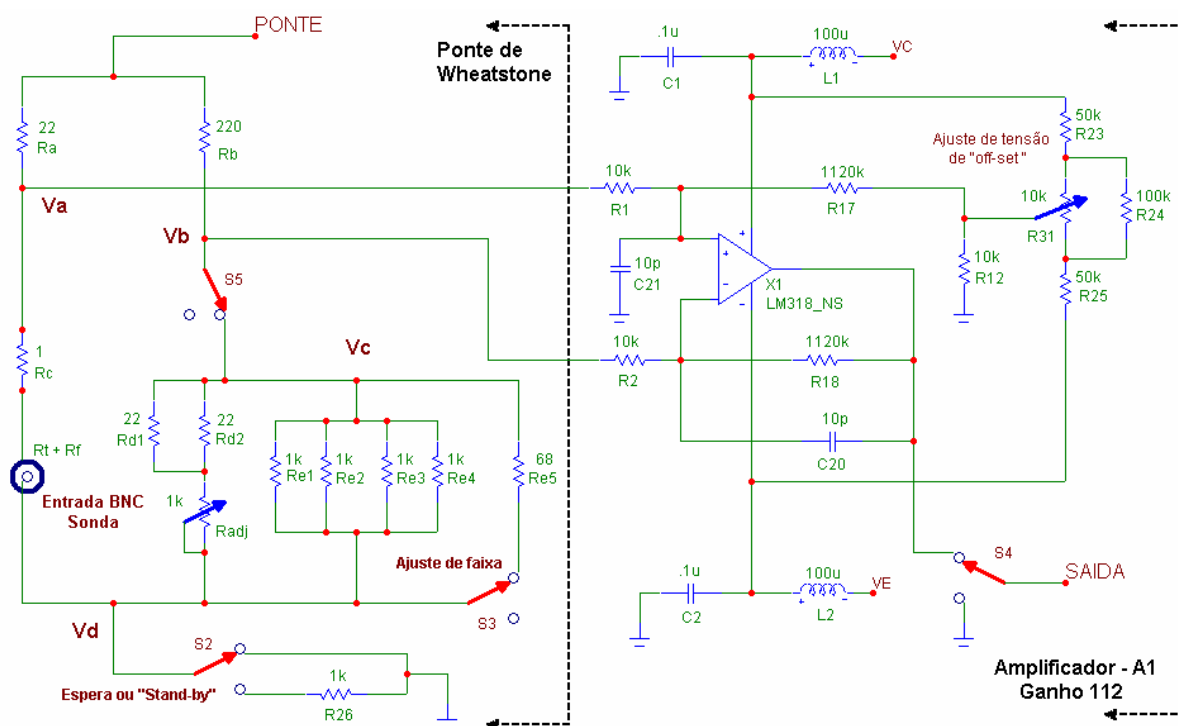 PONTE
Ponte de
Wheatstone
22
Ra
220
Rb
Va
Vb
S5
1
Rc
Vc
22
Rd1
22
Rd2
Rt + Rf
Entrada BNC
Sonda
1k
Radj
1k
Re1
1k
Re2
1k
Re3
1k
Re4
68
Re5
Ajuste de faixa
S3
Vd
S2
Espera ou "Stand-by"
1k
R26
.1u
C1
100u
+
-
L1
VC
50k
R23
Ajuste de tensão
de "off-set"
10k
R1
1120k
R17
10k
R31
100k
R24
10p
C21
+
+
-
-
X1
LM318_NS
10k
R12
50k
R25
10k
R2
1120k
R18
10p
C20
.1u
C2
100u
+
-
L2
VE
S4
SAIDA
Amplificador - A1
Ganho 112